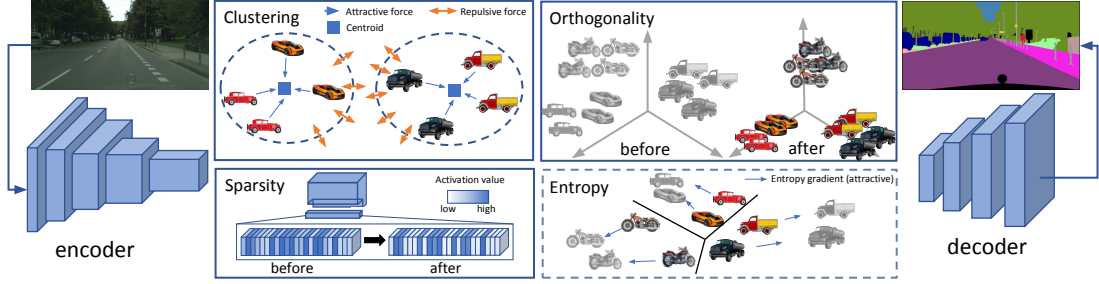 Clustering
Attractive force
Repulsive force
Centroid
Orthogonality
before
after
Sparsity
Activation value
low
high
before
after
Entropy
Entropy gradient (attractive)
encoder
decoder